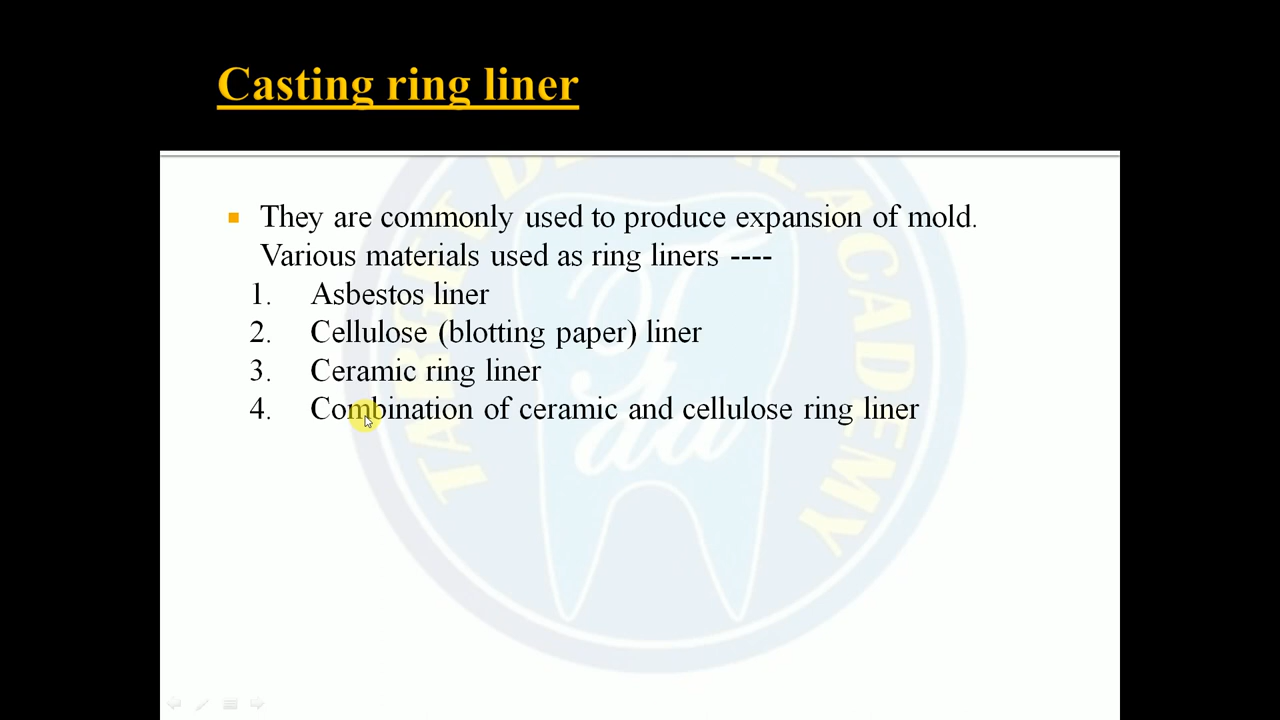 Casting ring liner
They are commonly used to produce expansion of mold.
Various materials used as ring liners ----
1. Asbestos liner
2. Cellulose (blotting paper) liner
3. Ceramic ring liner
4. Combination of ceramic and cellulose ring liner